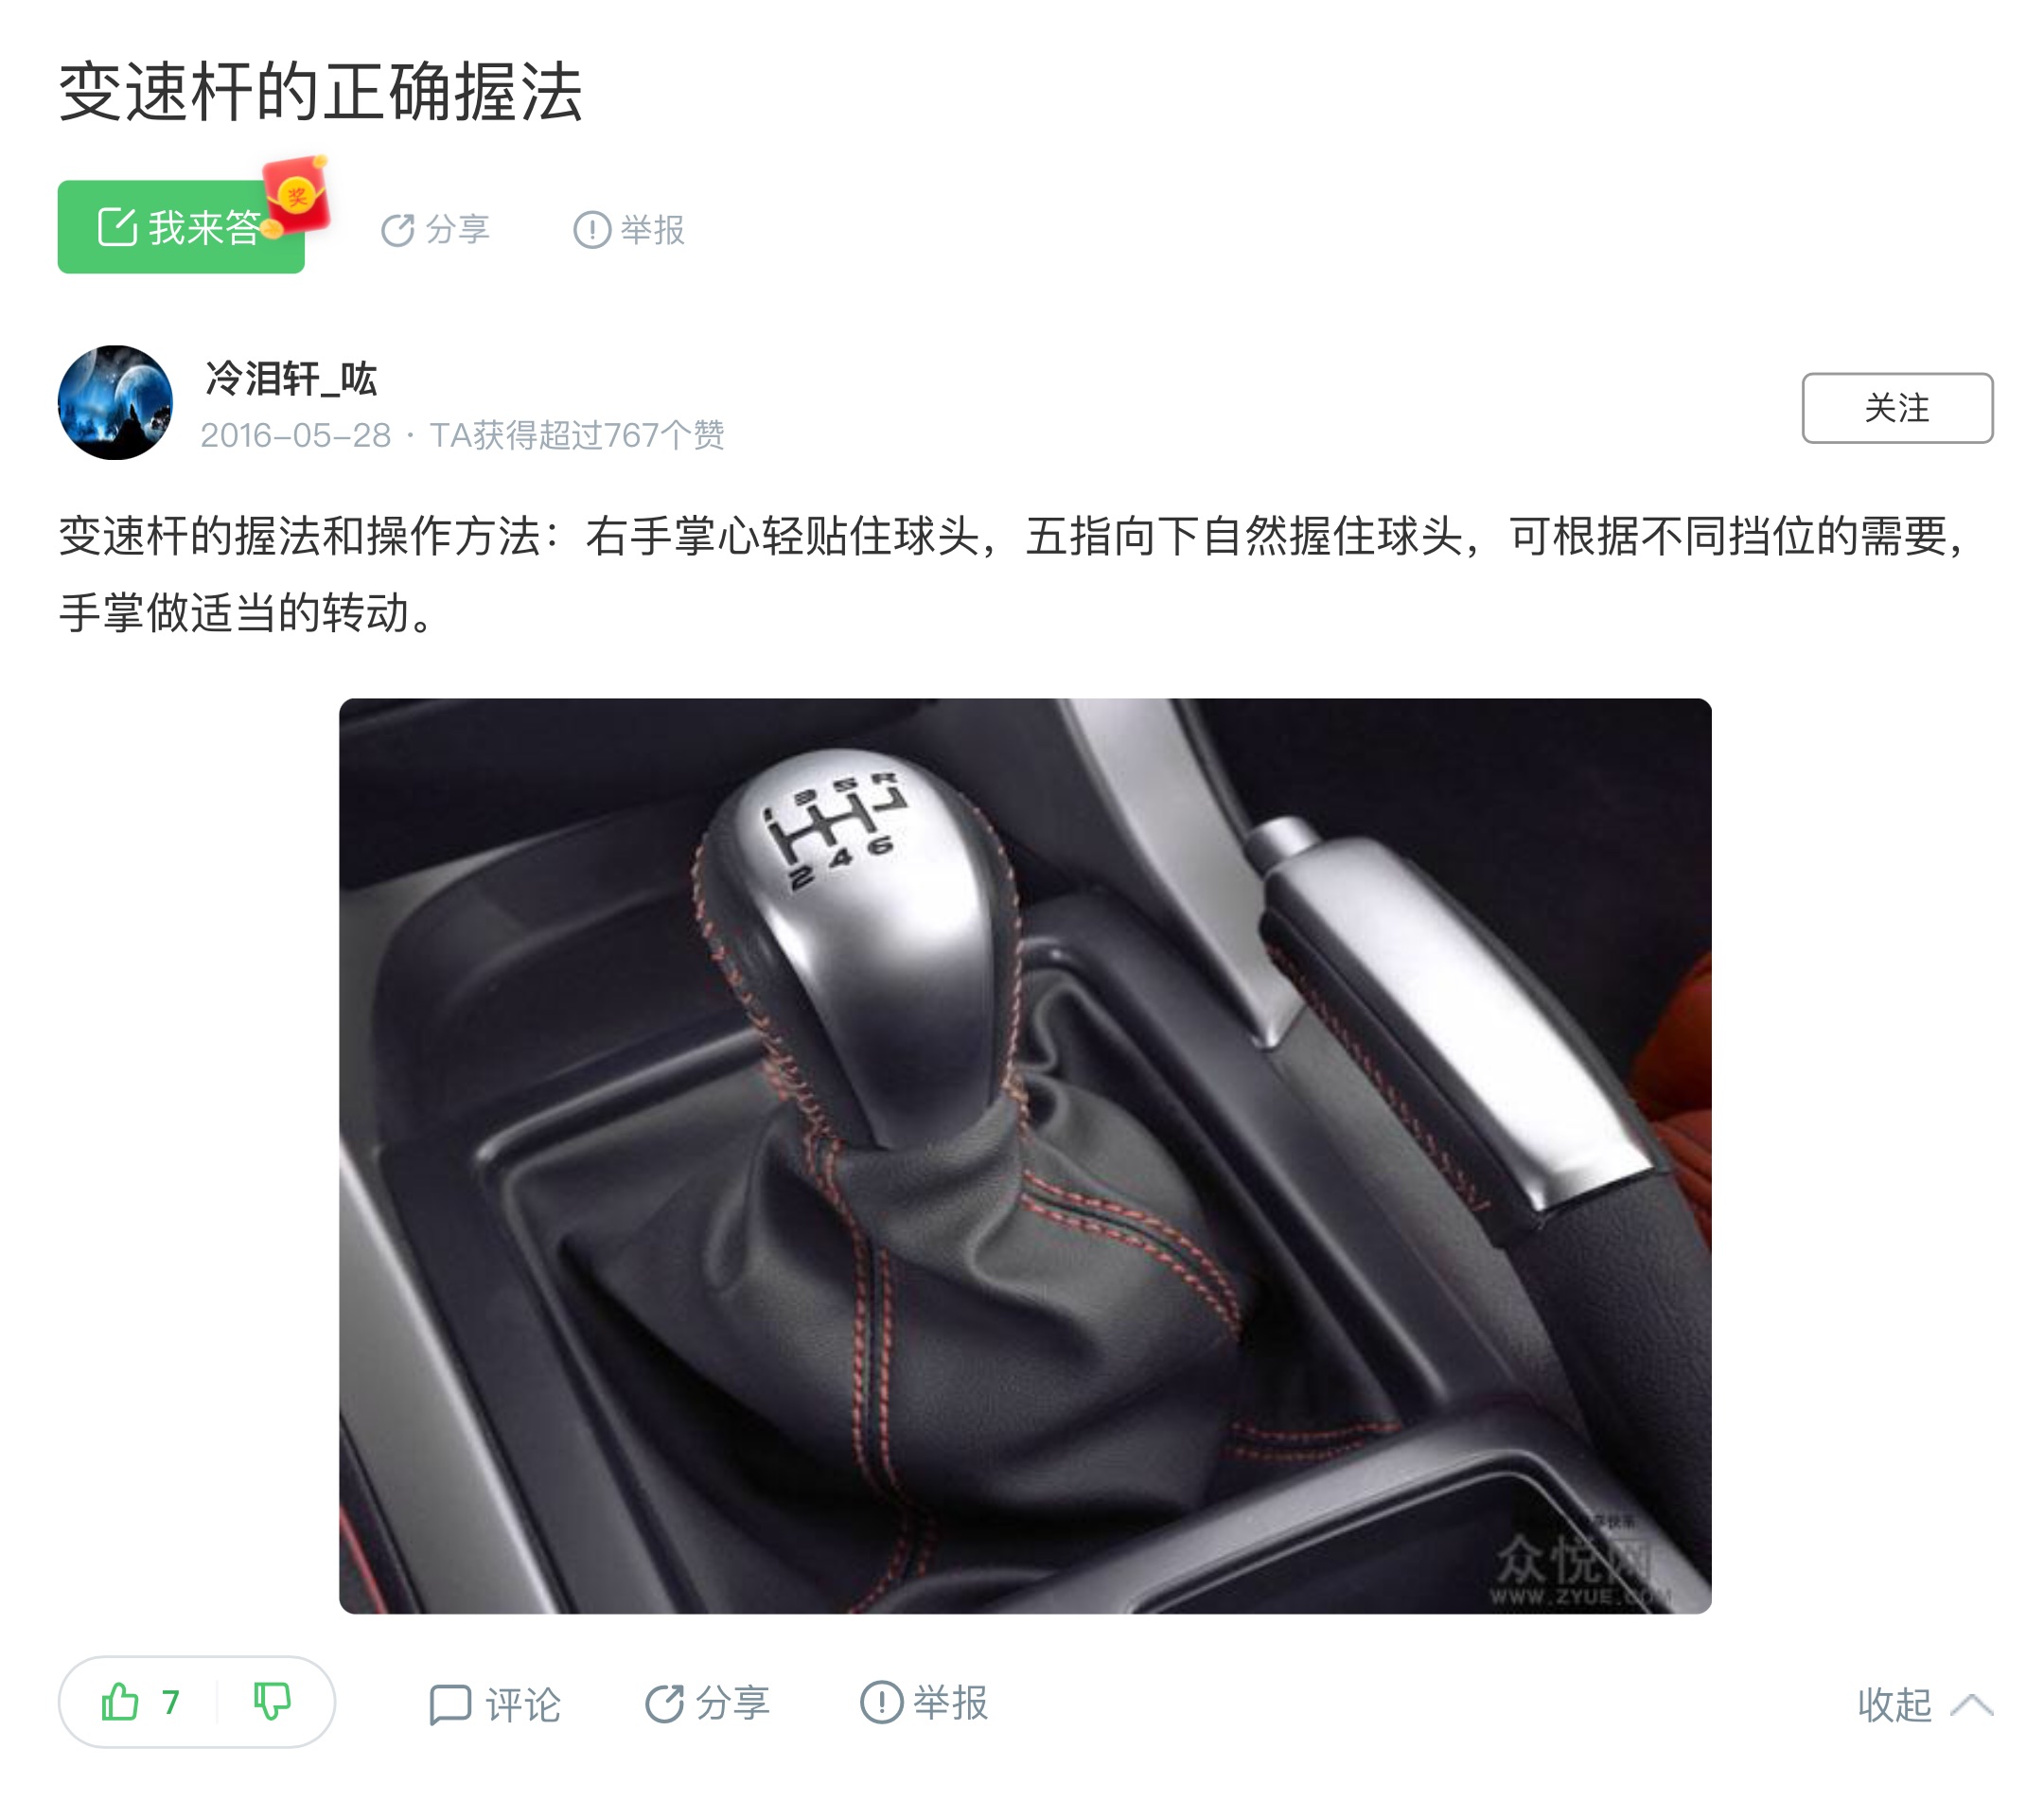 变速杆的正确握法
我来答
奖
分享
举报
冷泪轩_吰
2016-05-28 · TA获得超过767个赞
关注
变速杆的握法和操作方法：右手掌心轻贴住球头，五指向下自然握住球头，可根据不同挡位的需要，
手掌做适当的转动。
1 3 5 R
2 4 6
众悦网
WWW.ZYUE.COM
7
评论
分享
举报
收起